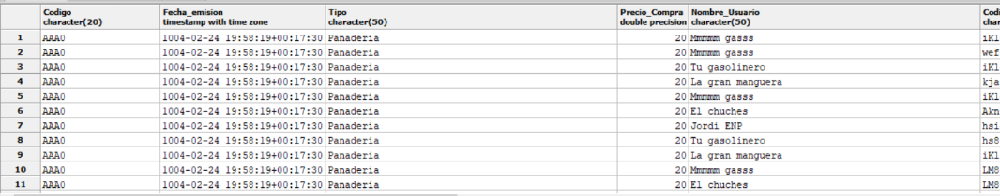 Codigo Fecha_emision Tipo Precio_Compra Nombre_Usuario Codi
character(20) timestamp with time zone character(50) double precision character(50) char
1 AAA0 1004-02-24 19:58:19+00:17:30 Panaderia 20 Mmmmm gasss iKl
2 AAA0 1004-02-24 19:58:19+00:17:30 Panaderia 20 Mmmmm gasss wef
3 AAA0 1004-02-24 19:58:19+00:17:30 Panaderia 20 Tu gasolinero iKl
4 AAA0 1004-02-24 19:58:19+00:17:30 Panaderia 20 La gran manguera kja
5 AAA0 1004-02-24 19:58:19+00:17:30 Panaderia 20 Mmmmm gasss iKl
6 AAA0 1004-02-24 19:58:19+00:17:30 Panaderia 20 El chuches Akn
7 AAA0 1004-02-24 19:58:19+00:17:30 Panaderia 20 Jordi ENP hsi
8 AAA0 1004-02-24 19:58:19+00:17:30 Panaderia 20 Tu gasolinero hs8
9 AAA0 1004-02-24 19:58:19+00:17:30 Panaderia 20 La gran manguera iKl
10 AAA0 1004-02-24 19:58:19+00:17:30 Panaderia 20 Mmmmm gasss LM8
11 AAA0 1004-02-24 19:58:19+00:17:30 Panaderia 20 El chuches LM8